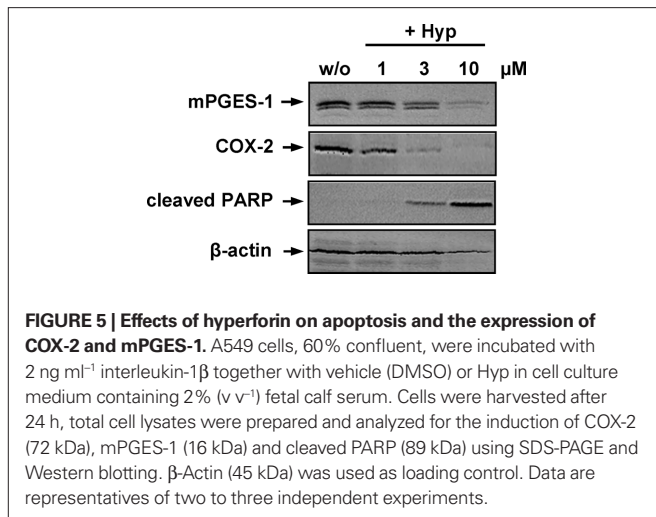 + Hyp
w/o 1 3 10 µM
mPGES-1
COX-2
cleaved PARP
β-actin
FIGURE 5 | Effects of hyperforin on apoptosis and the expression of
COX-2 and mPGES-1. A549 cells, 60% confluent, were incubated with
2 ng ml⁻¹ interleukin-1β together with vehicle (DMSO) or Hyp in cell culture
medium containing 2% (v v⁻¹) fetal calf serum. Cells were harvested after
24 h, total cell lysates were prepared and analyzed for the induction of COX-2
(72 kDa), mPGES-1 (16 kDa) and cleaved PARP (89 kDa) using SDS-PAGE and
Western blotting. β-Actin (45 kDa) was used as loading control. Data are
representatives of two to three independent experiments.